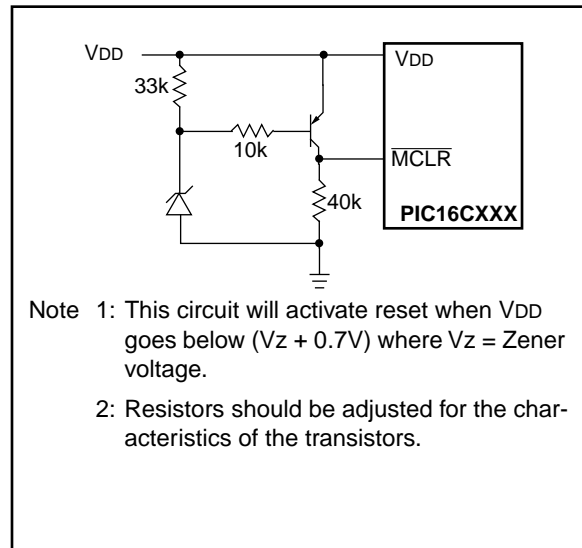 VDD
VDD
33k
10k
MCLR
40k
PIC16CXXX
Note 1: This circuit will activate reset when VDD
goes below (Vz + 0.7V) where Vz = Zener
voltage.
2: Resistors should be adjusted for the char-
acteristics of the transistors.